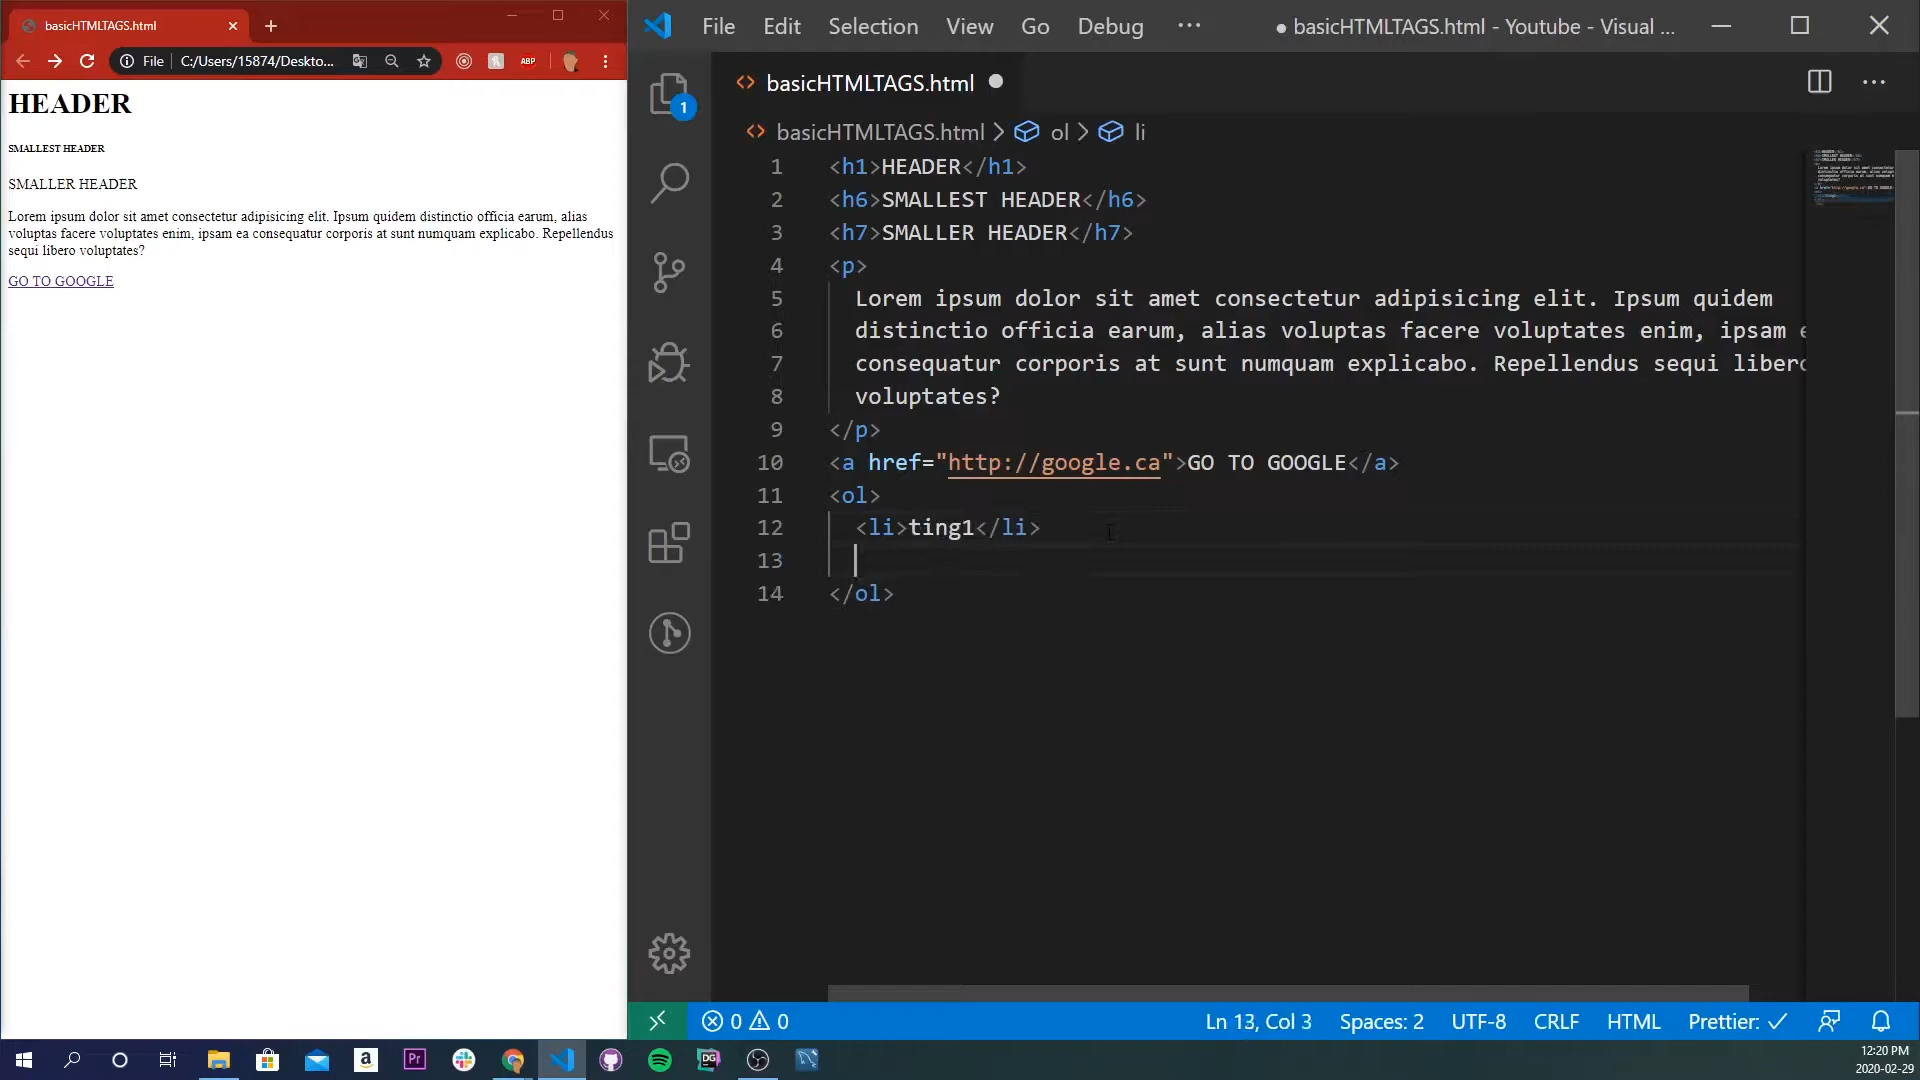 basicHTMLTAGS.html
File
C:/Users/15874/Deskto...
ABP
HEADER
SMALLEST HEADER
SMALLER HEADER
Lorem ipsum dolor sit amet consectetur adipisicing elit. Ipsum quidem distinctio officia earum, alias
voluptas facere voluptates enim, ipsam ea consequatur corporis at sunt numquam explicabo. Repellendus
sequi libero voluptates?
GO TO GOOGLE
File Edit Selection View Go Debug ···
● basicHTMLTAGS.html - Youtube - Visual ...
basicHTMLTAGS.html
1
basicHTMLTAGS.html > ol > li
1 <h1>HEADER</h1>
2 <h6>SMALLEST HEADER</h6>
3 <h7>SMALLER HEADER</h7>
4 <p>
5 Lorem ipsum dolor sit amet consectetur adipisicing elit. Ipsum quidem
6 distinctio officia earum, alias voluptas facere voluptates enim, ipsam e
7 consequatur corporis at sunt numquam explicabo. Repellendus sequi libero
8 voluptates?
9 </p>
10 <a href="http://google.ca">GO TO GOOGLE</a>
11 <ol>
12 <li>ting1</li>
13
14 </ol>
0 0
Ln 13, Col 3 Spaces: 2 UTF-8 CRLF HTML Prettier: ✓
a
Pr
DG
12:20 PM
2020-02-29